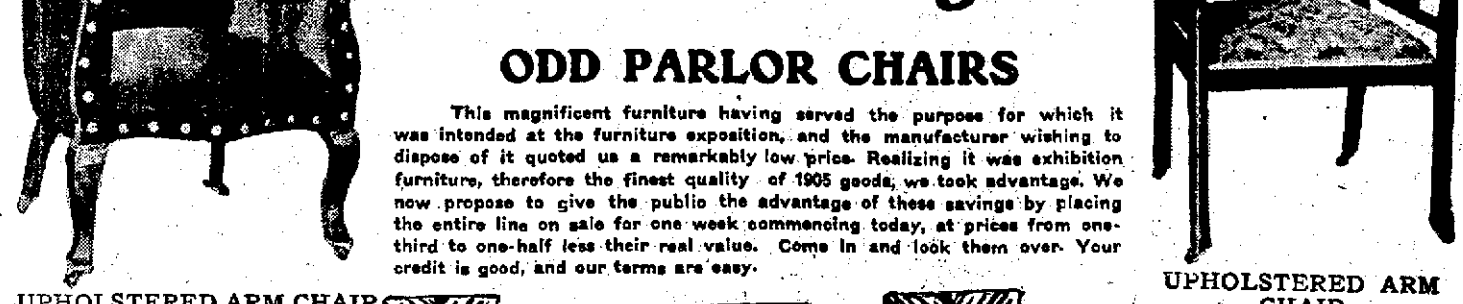 ODD PARLOR CHAIRS
This magnificent furniture having served the purpose for which it
was intended at the furniture exposition, and the manufacturer wishing to
dispose of it quoted us a remarkably low price. Realizing it was exhibition
furniture, therefore the finest quality of 1905 goods, we took advantage. We
now propose to give the public the advantage of these savings by placing
the entire line on sale for one week commencing today, at prices from one-
third to one-half less their real value. Come in and look them over. Your
credit is good, and our terms are easy.
UPHOLSTERED ARM CHAIR
UPHOLSTERED ARM
CHAIR